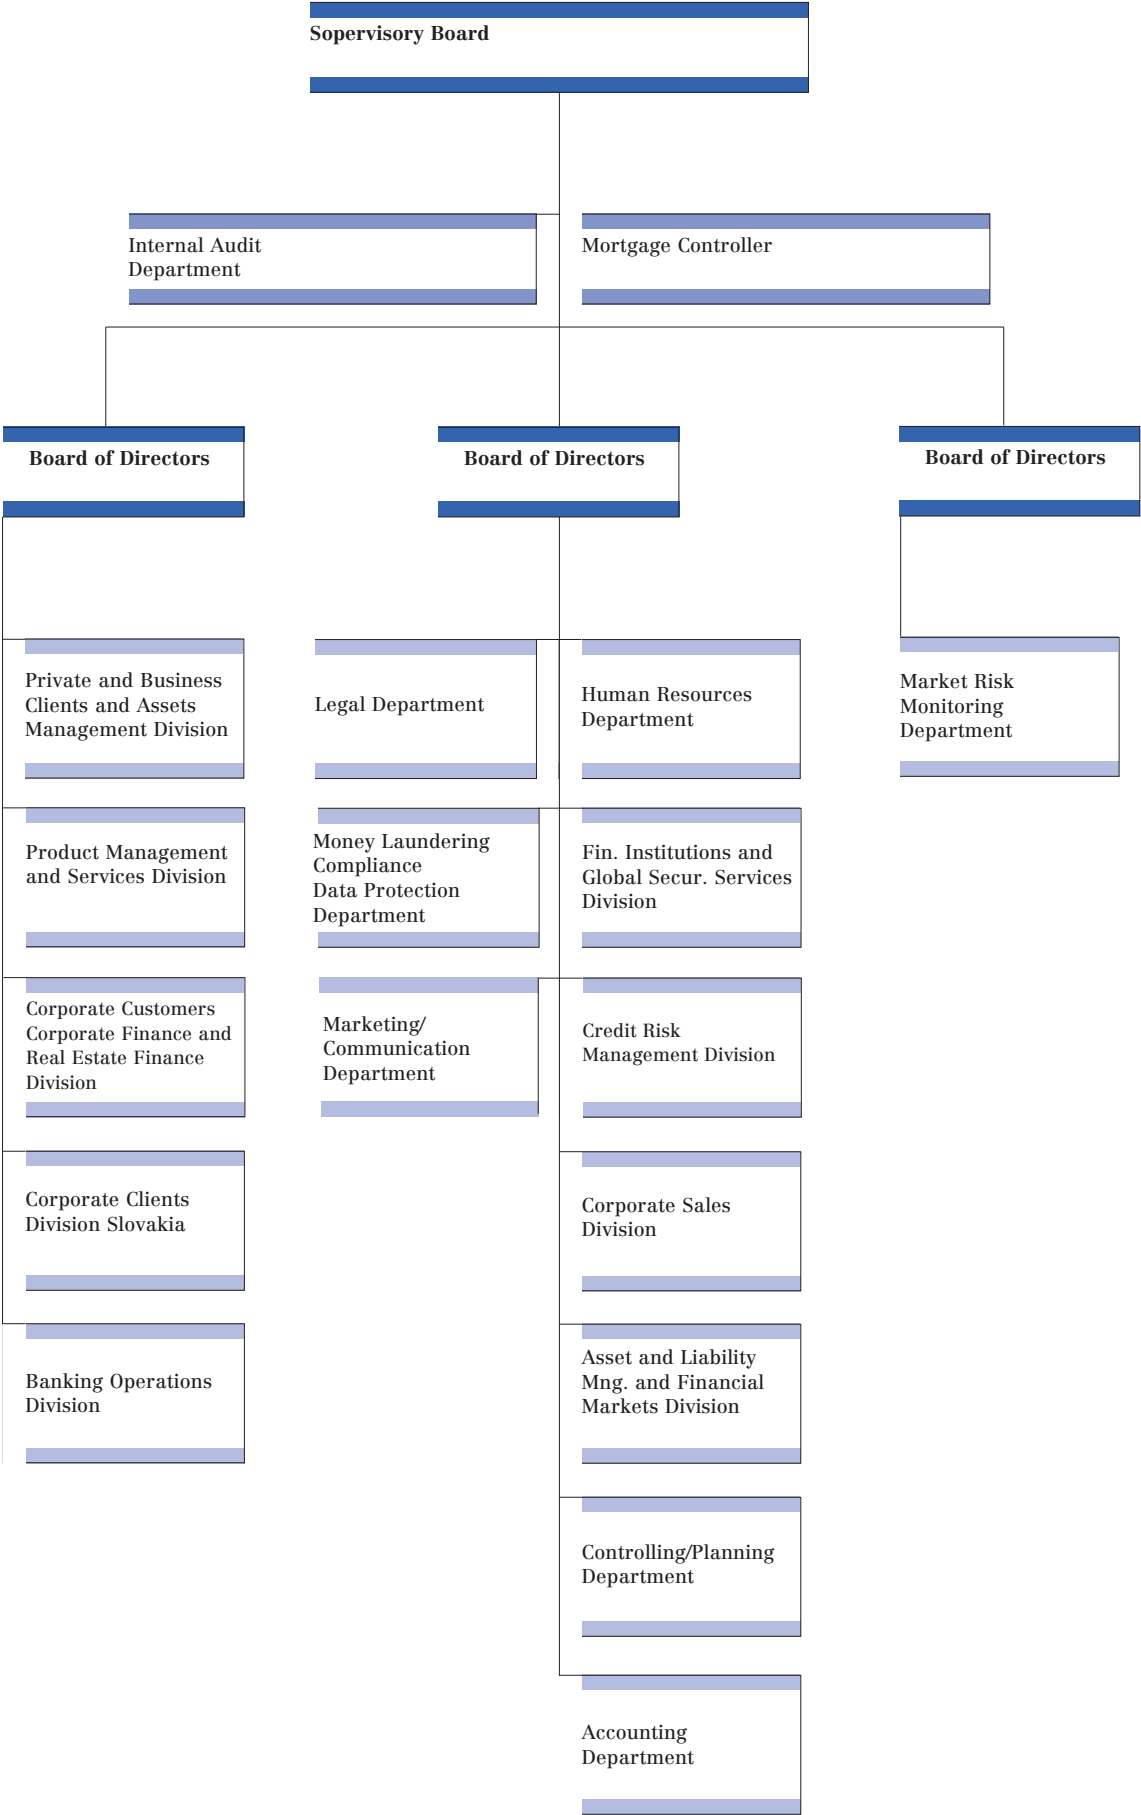 Sopervisory Board
Internal Audit
Department
Mortgage Controller
Board of Directors
Board of Directors
Board of Directors
Private and Business
Clients and Assets
Management Division
Legal Department
Human Resources
Department
Market Risk
Monitoring
Department
Product Management
and Services Division
Money Laundering
Compliance
Data Protection
Department
Fin. Institutions and
Global Secur. Services
Division
Corporate Customers
Corporate Finance and
Real Estate Finance
Division
Marketing/
Communication
Department
Credit Risk
Management Division
Corporate Clients
Division Slovakia
Corporate Sales
Division
Banking Operations
Division
Asset and Liability
Mng. and Financial
Markets Division
Controlling/Planning
Department
Accounting
Department